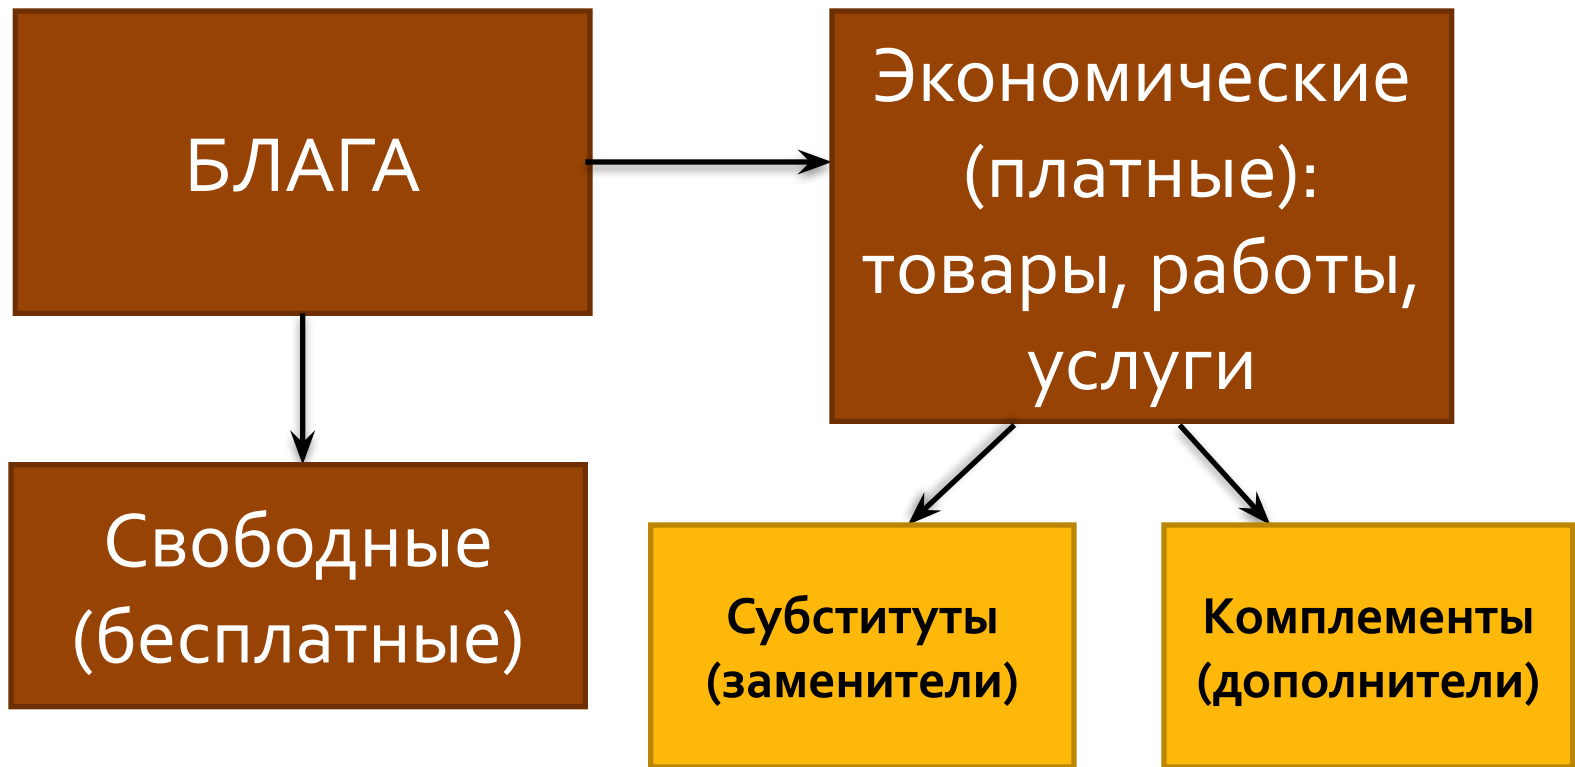 БЛАГА
Экономические
(платные):
товары, работы,
услуги
Свободные
(бесплатные)
Субституты
(заменители)
Комплементы
(дополнители)